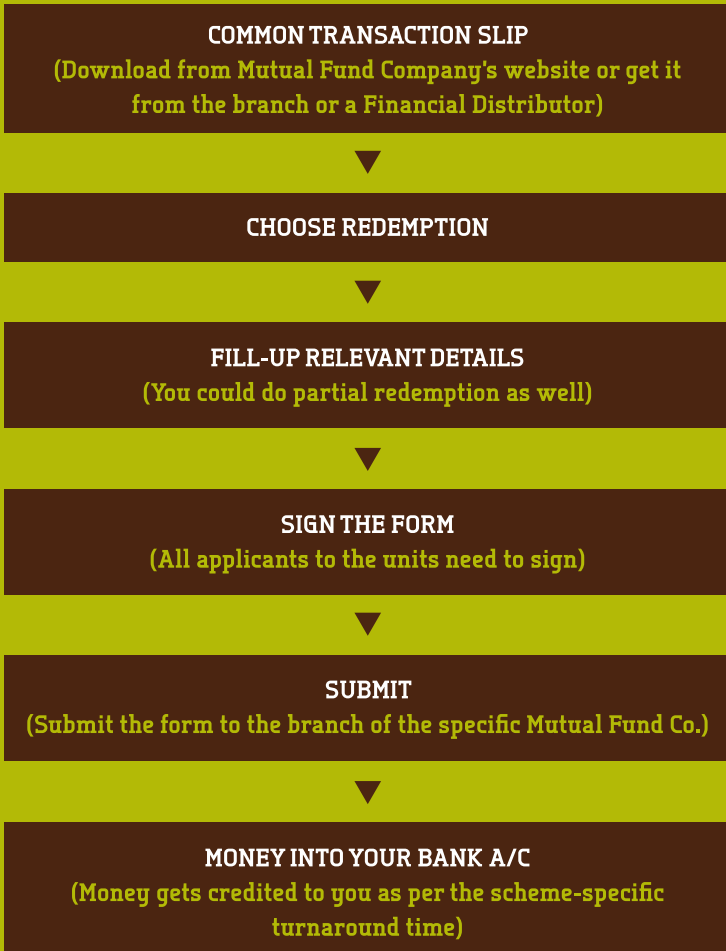 COMMON TRANSACTION SLIP
(Download from Mutual Fund Company's website or get it
from the branch or a Financial Distributor)
CHOOSE REDEMPTION
FILL-UP RELEVANT DETAILS
(You could do partial redemption as well)
SIGN THE FORM
(All applicants to the units need to sign)
SUBMIT
(Submit the form to the branch of the specific Mutual Fund Co.)
MONEY INTO YOUR BANK A/C
(Money gets credited to you as per the scheme-specific
turnaround time)